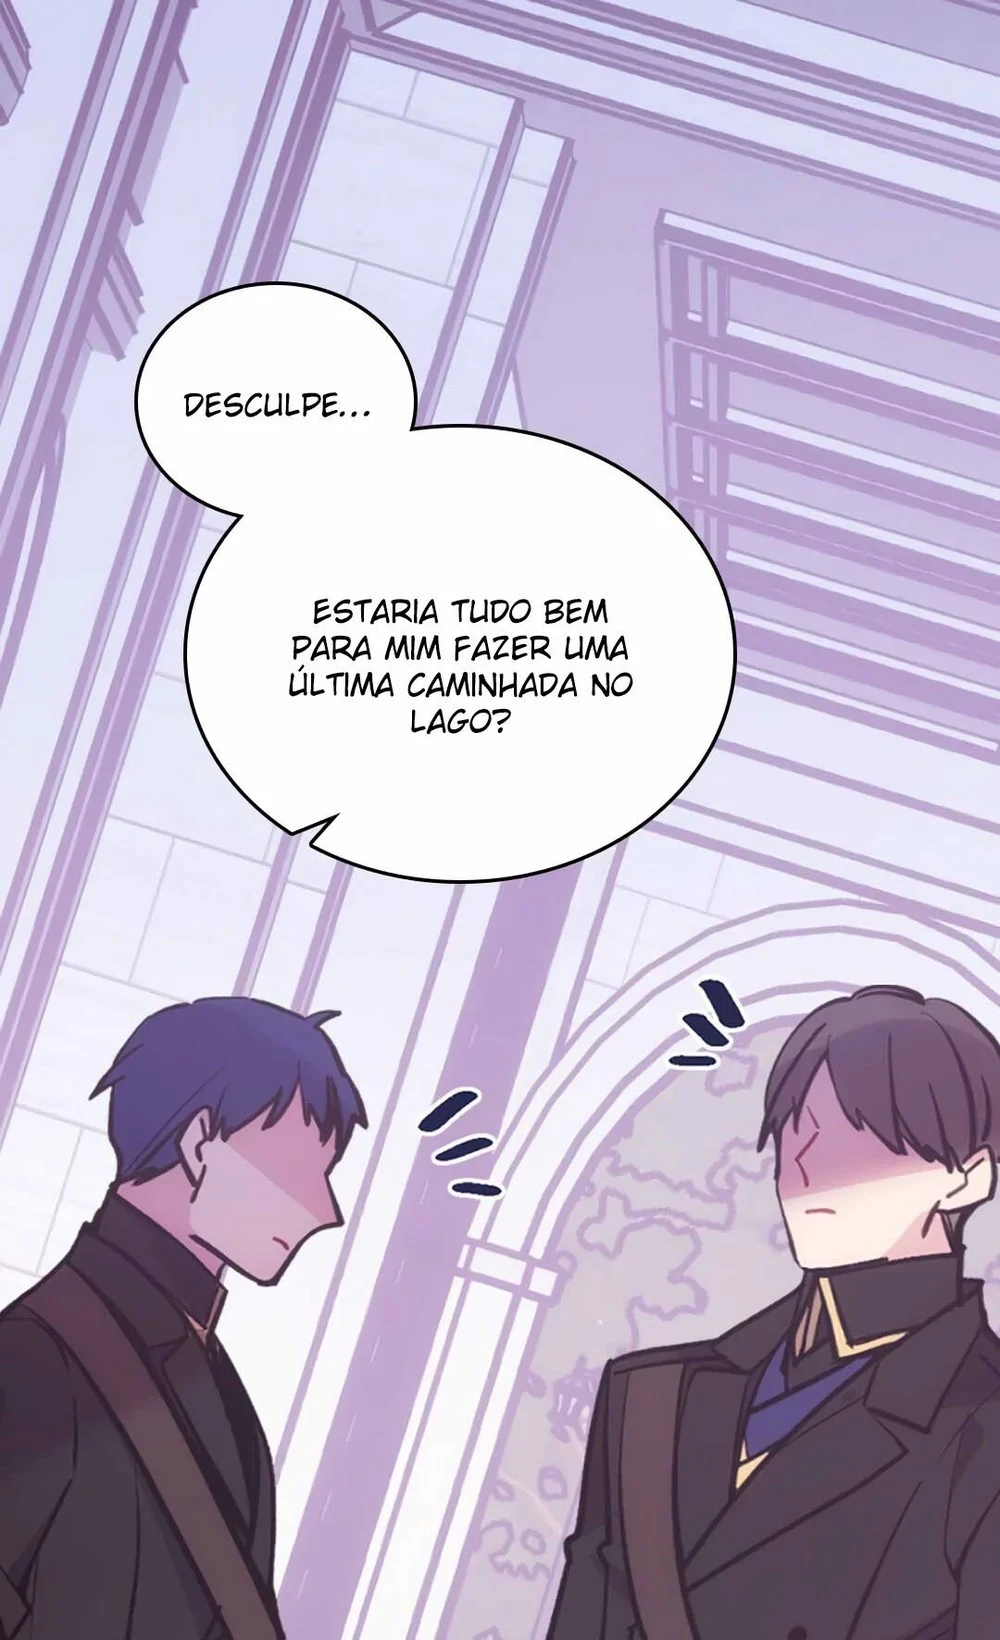 DESCULPE...
ESTARIA TUDO BEM
PARA MIM FAZER UMA
ÚLTIMA CAMINHADA NO
LAGO?